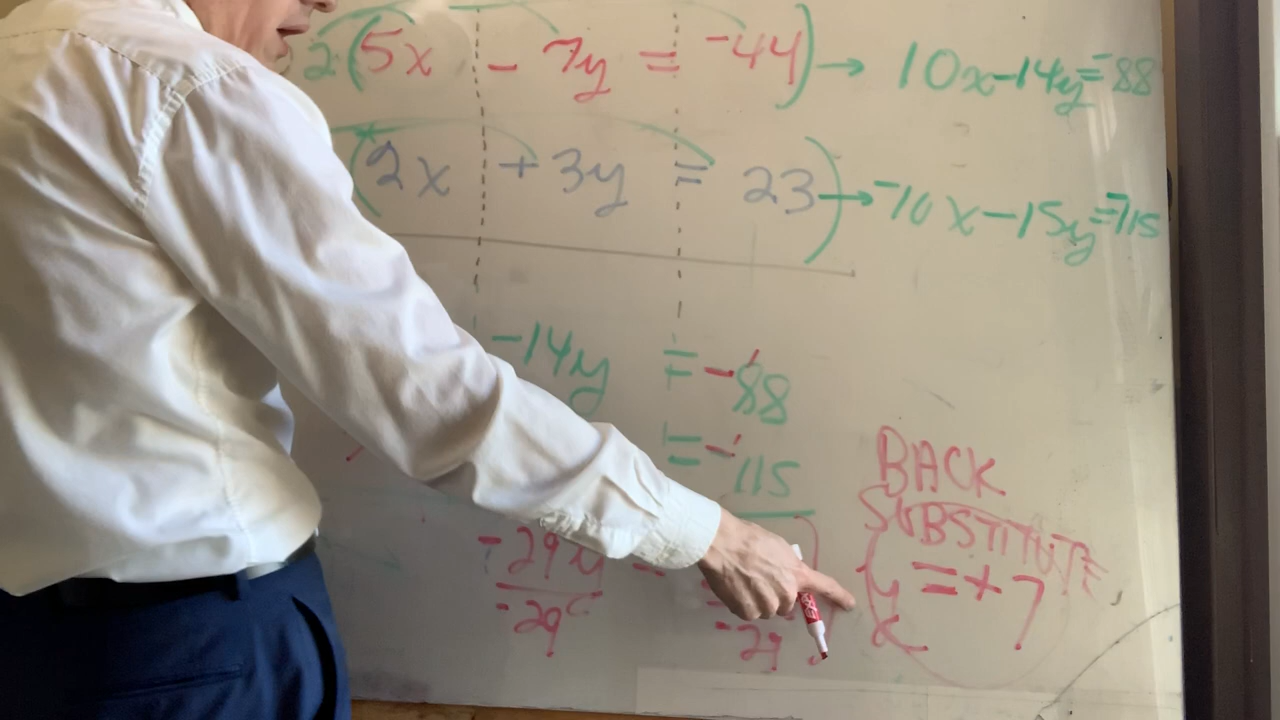 2(5x - 7y = -44) → 10x-14y=-88
(2x + 3y = 23) → -10x-15y=-115
-14y = -88
= -115
BACK
SUBSTITUTE
-29y =
y = +7
-29 -29